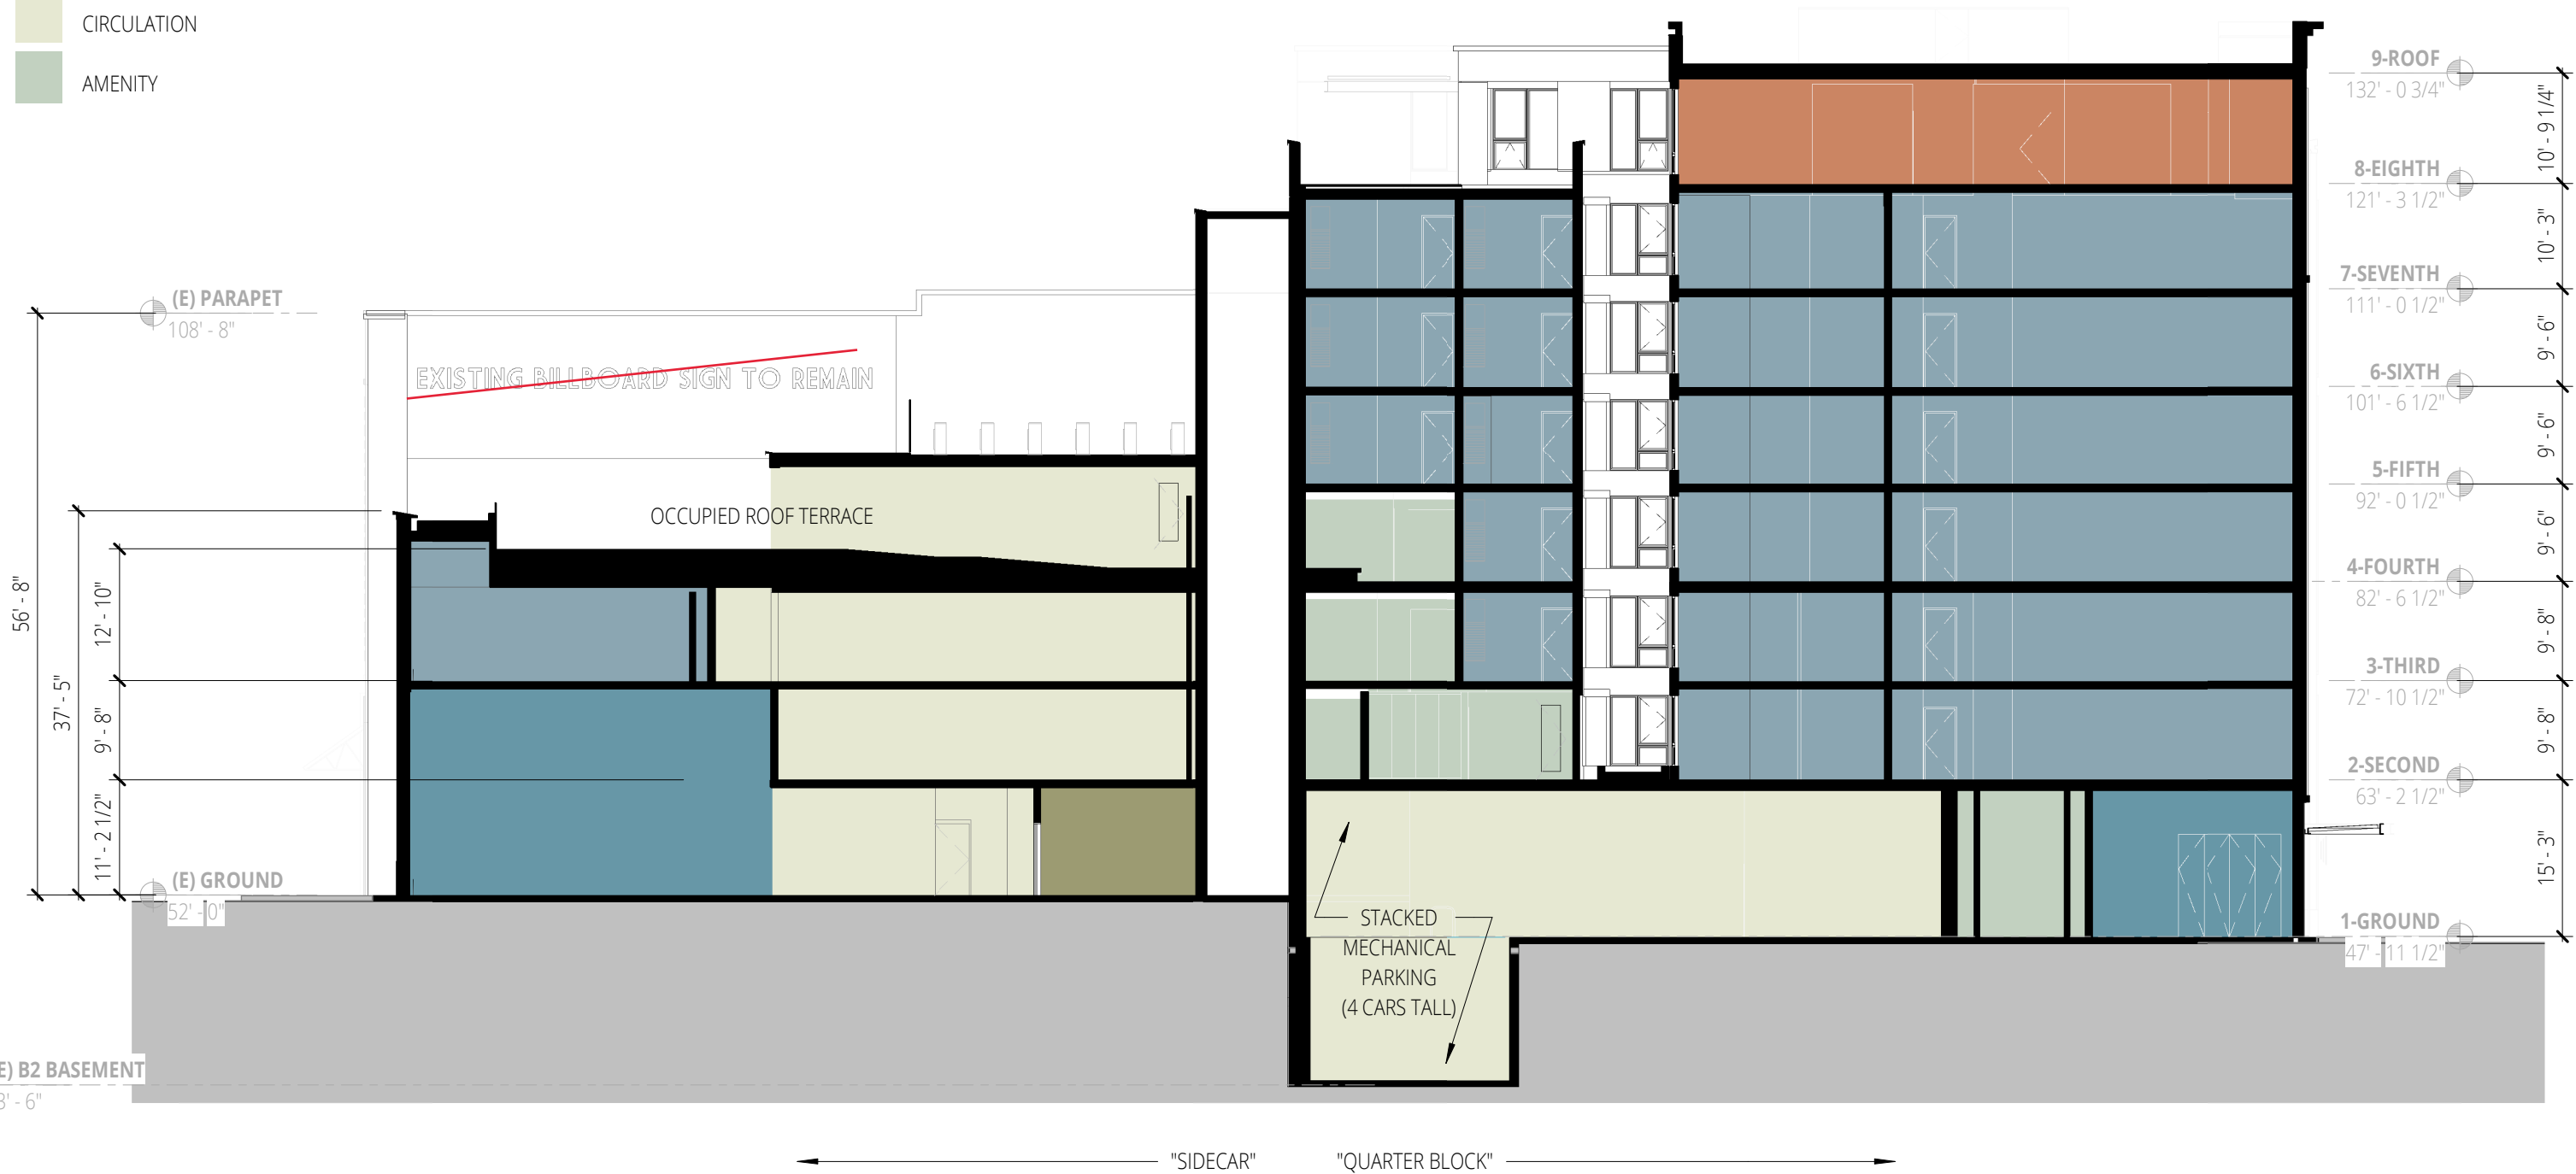 CIRCULATION
AMENITY
9-ROOF
132' - 0 3/4"
10' - 9 1/4"
8-EIGHTH
121' - 3 1/2"
10' - 3"
7-SEVENTH
111' - 0 1/2"
9' - 6"
6-SIXTH
101' - 6 1/2"
9' - 6"
5-FIFTH
92' - 0 1/2"
9' - 6"
4-FOURTH
82' - 6 1/2"
9' - 8"
3-THIRD
72' - 10 1/2"
9' - 8"
2-SECOND
63' - 2 1/2"
15' - 3"
1-GROUND
47' - 11 1/2"
(E) PARAPET
108' - 8"
EXISTING BILLBOARD SIGN TO REMAIN
OCCUPIED ROOF TERRACE
56' - 8"
37' - 5"
12' - 10"
9' - 8"
11' - 2 1/2"
(E) GROUND
52' - 0"
STACKED
MECHANICAL
PARKING
(4 CARS TALL)
E) B2 BASEMENT
' - 6"
"SIDECAR"
"QUARTER BLOCK"